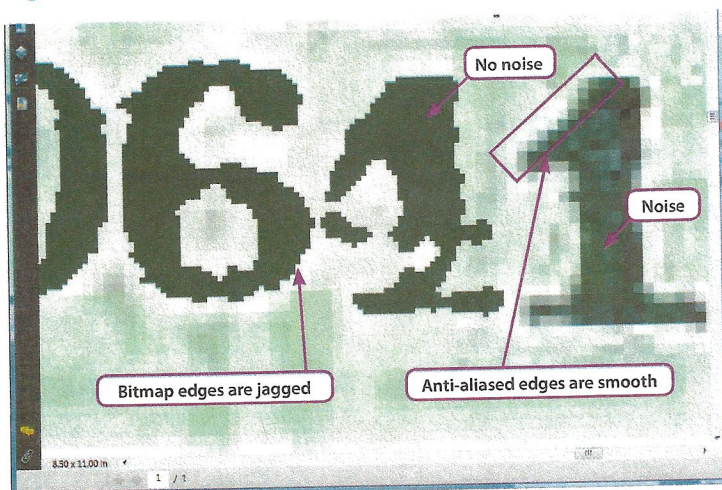 No noise
0641
Noise
Bitmap edges are jagged
Anti-aliased edges are smooth
8.50 x 11.00 in
1 / 1